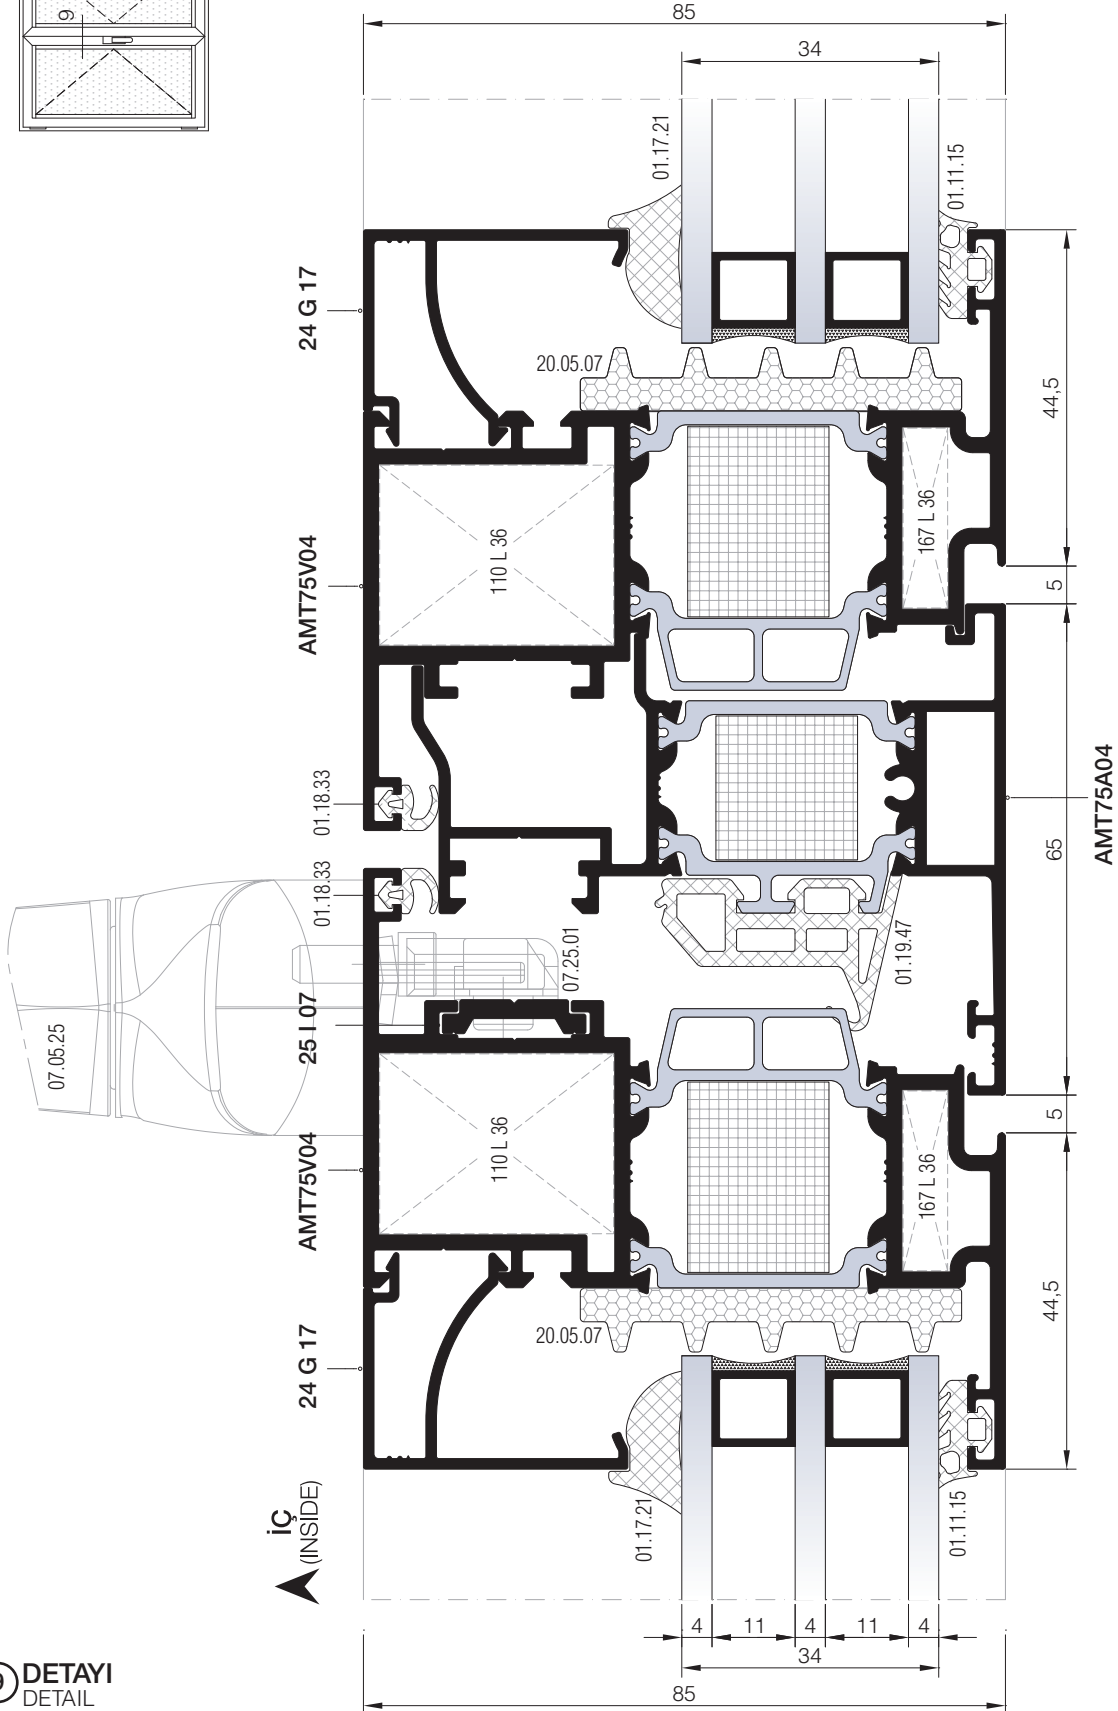 9
85
34
01.17.21
01.11.15
24 G 17
20.05.07
44,5
AMT75V04
110 L 36
167 L 36
5
01.18.33
AMT75A04
65
01.18.33
07.25.01
01.19.47
07.05.25
25 I 07
5
AMT75V04
110 L 36
167 L 36
44,5
20.05.07
24 G 17
İÇ
(INSIDE)
01.17.21
01.11.15
4 11 4 11 4
34
85
9 DETAYI
DETAIL